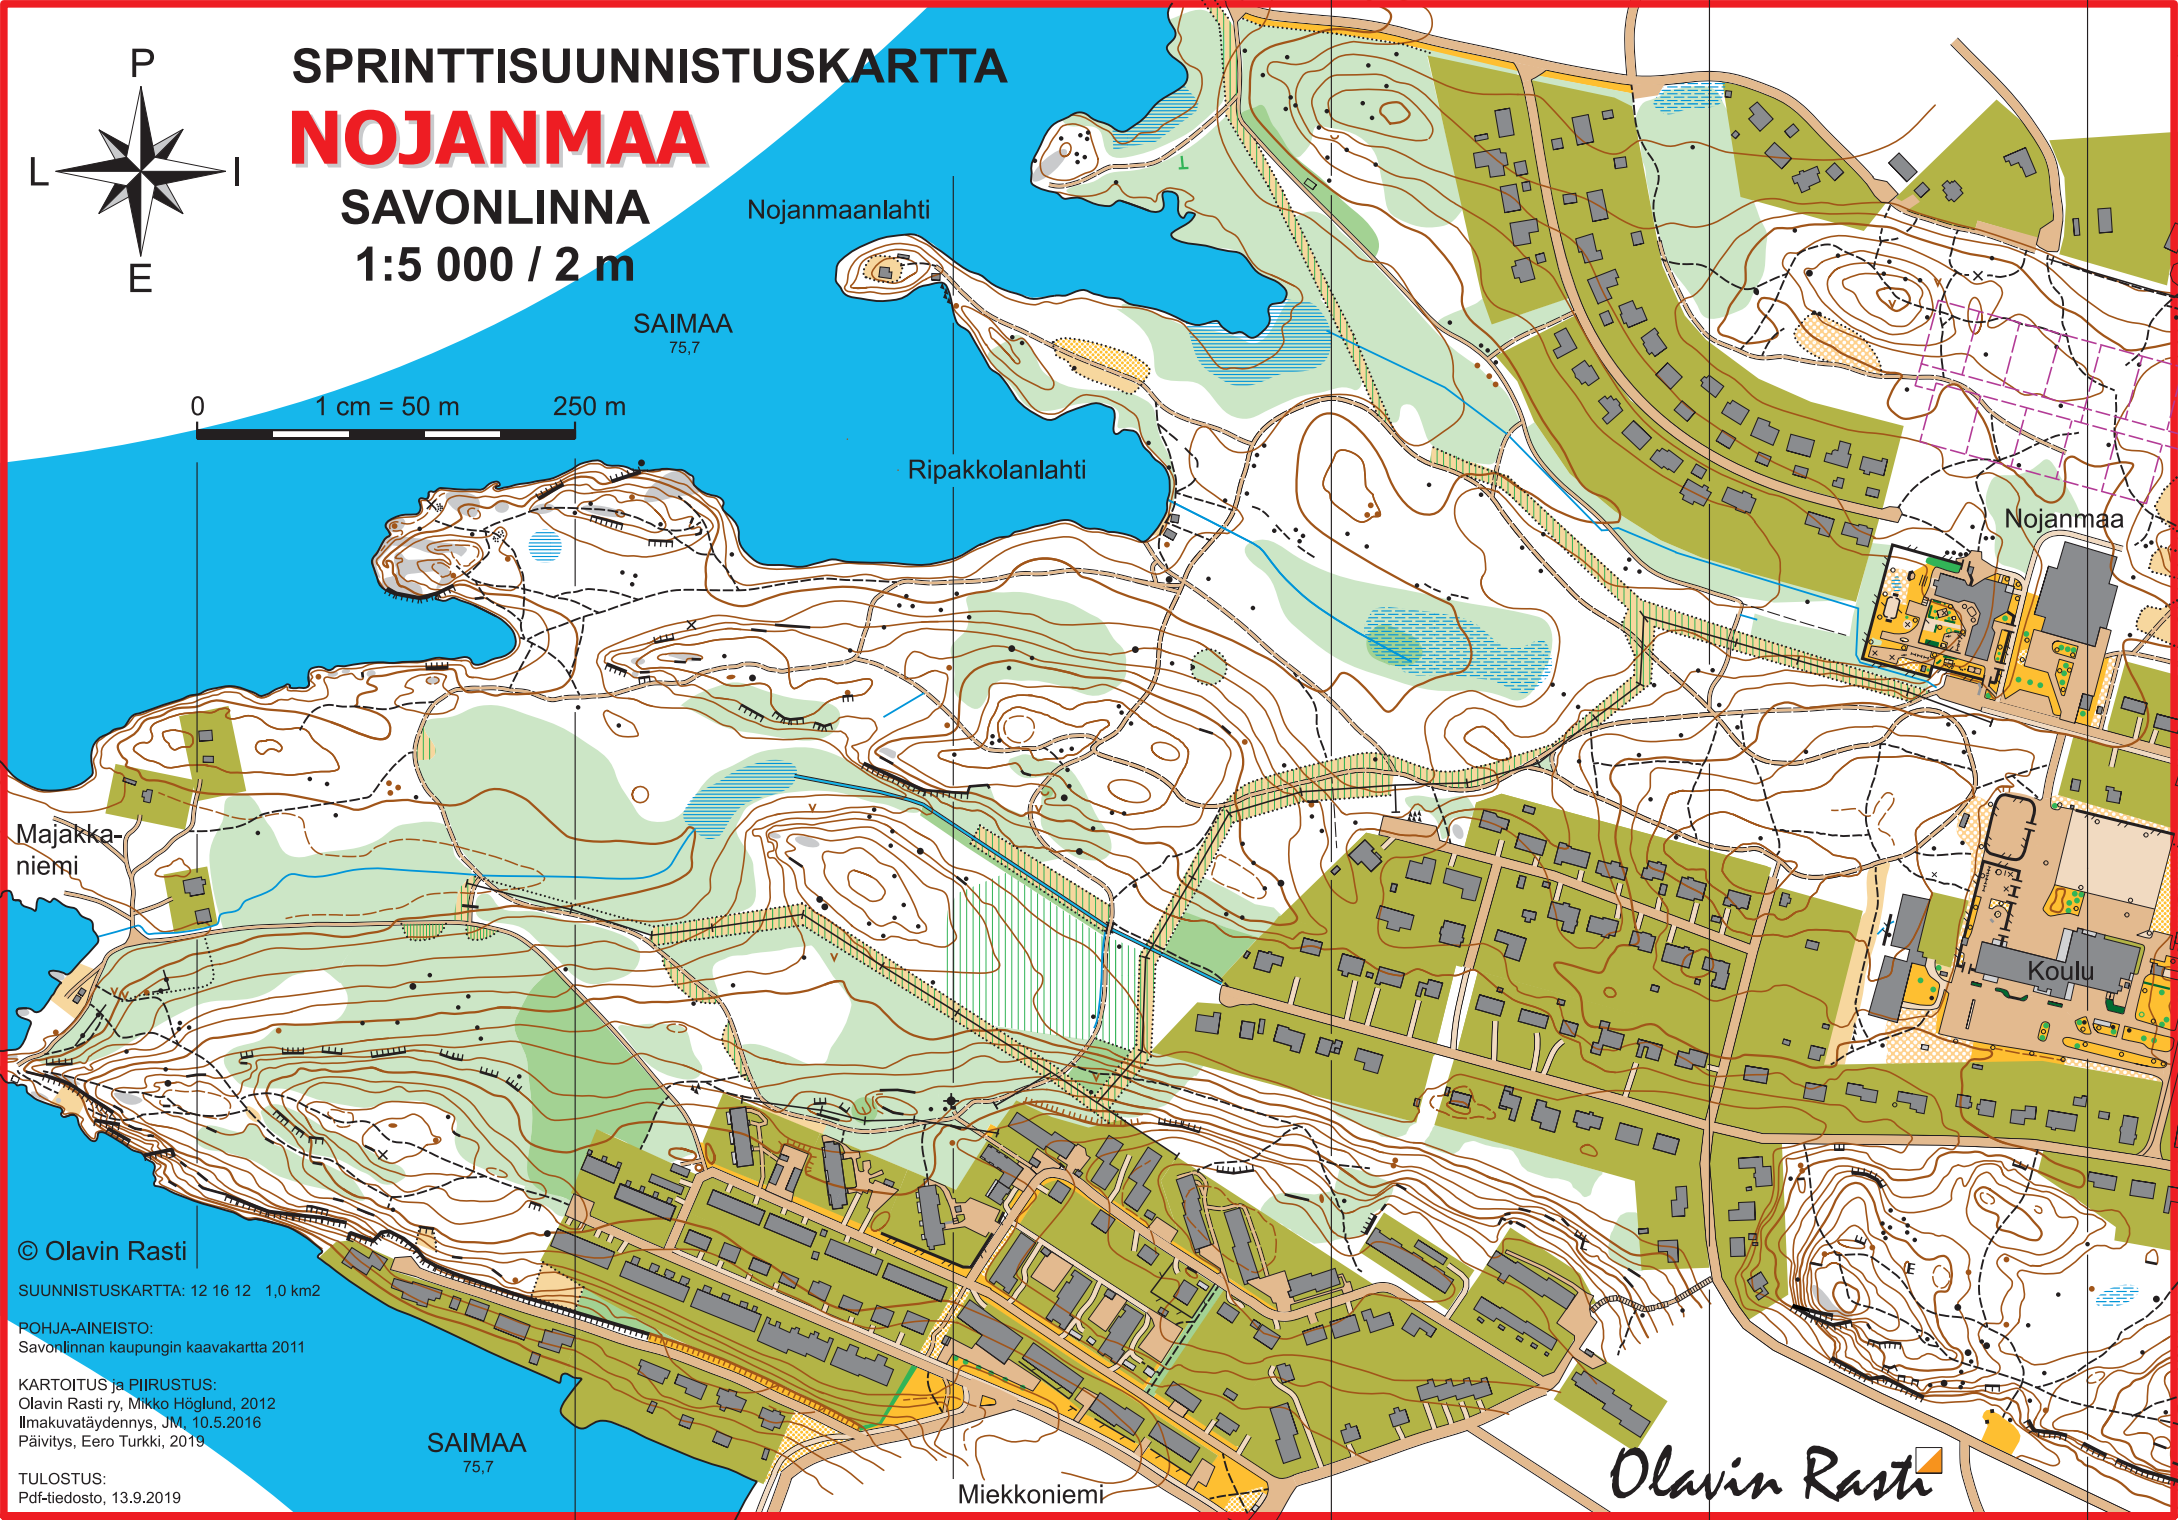 SPRINTTISUUNNISTUSKARTTA
NOJANMAA
SAVONLINNA
1:5 000 / 2 m
P
L
I
E
Nojanmaanlahti
SAIMAA
75,7
0
1 cm = 50 m
250 m
Ripakkolanlahti
Nojanmaa
Majakka-
niemi
Koulu
© Olavin Rasti
SUUNNISTUSKARTTA: 12 16 12 1,0 km2
POHJA-AINEISTO:
Savonlinnan kaupungin kaavakartta 2011
KARTOITUS ja PIIRUSTUS:
Olavin Rasti ry, Mikko Höglund, 2012
Ilmakuvatäydennys, JM, 10.5.2016
Päivitys, Eero Turkki, 2019
TULOSTUS:
Pdf-tiedosto, 13.9.2019
SAIMAA
75,7
Miekkoniemi
Olavin Rasti